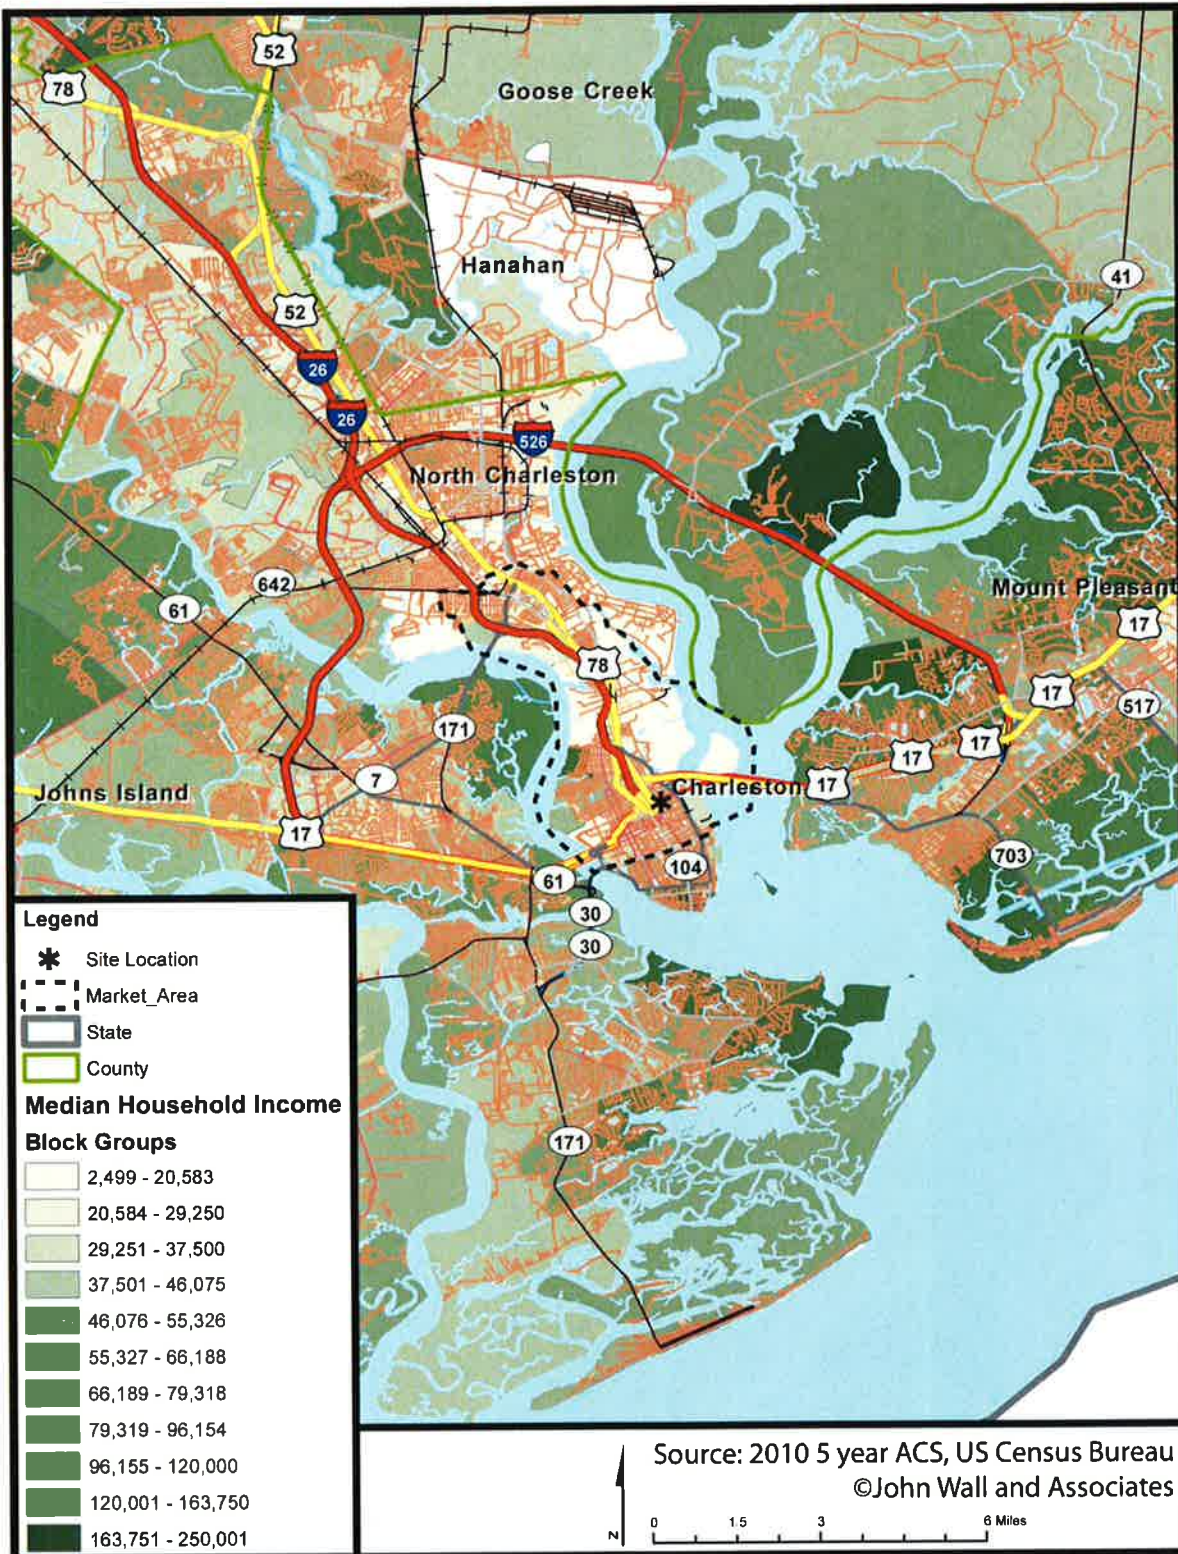 52
78
Goose Creek
Hanahan
41
52
26
26
526
North Charleston
642
61
Mount Pleasant
17
78
17
517
171
17
17
7
Johns Island
Charleston
17
17
61
104
703
30
30
171
Legend
Site Location
Market_Area
State
County
Median Household Income
Block Groups
2,499 - 20,583
20,584 - 29,250
29,251 - 37,500
37,501 - 46,075
46,076 - 55,326
55,327 - 66,188
66,189 - 79,318
79,319 - 96,154
96,155 - 120,000
120,001 - 163,750
163,751 - 250,001
Source: 2010 5 year ACS, US Census Bureau
©John Wall and Associates
N
0 1.5 3 6 Miles